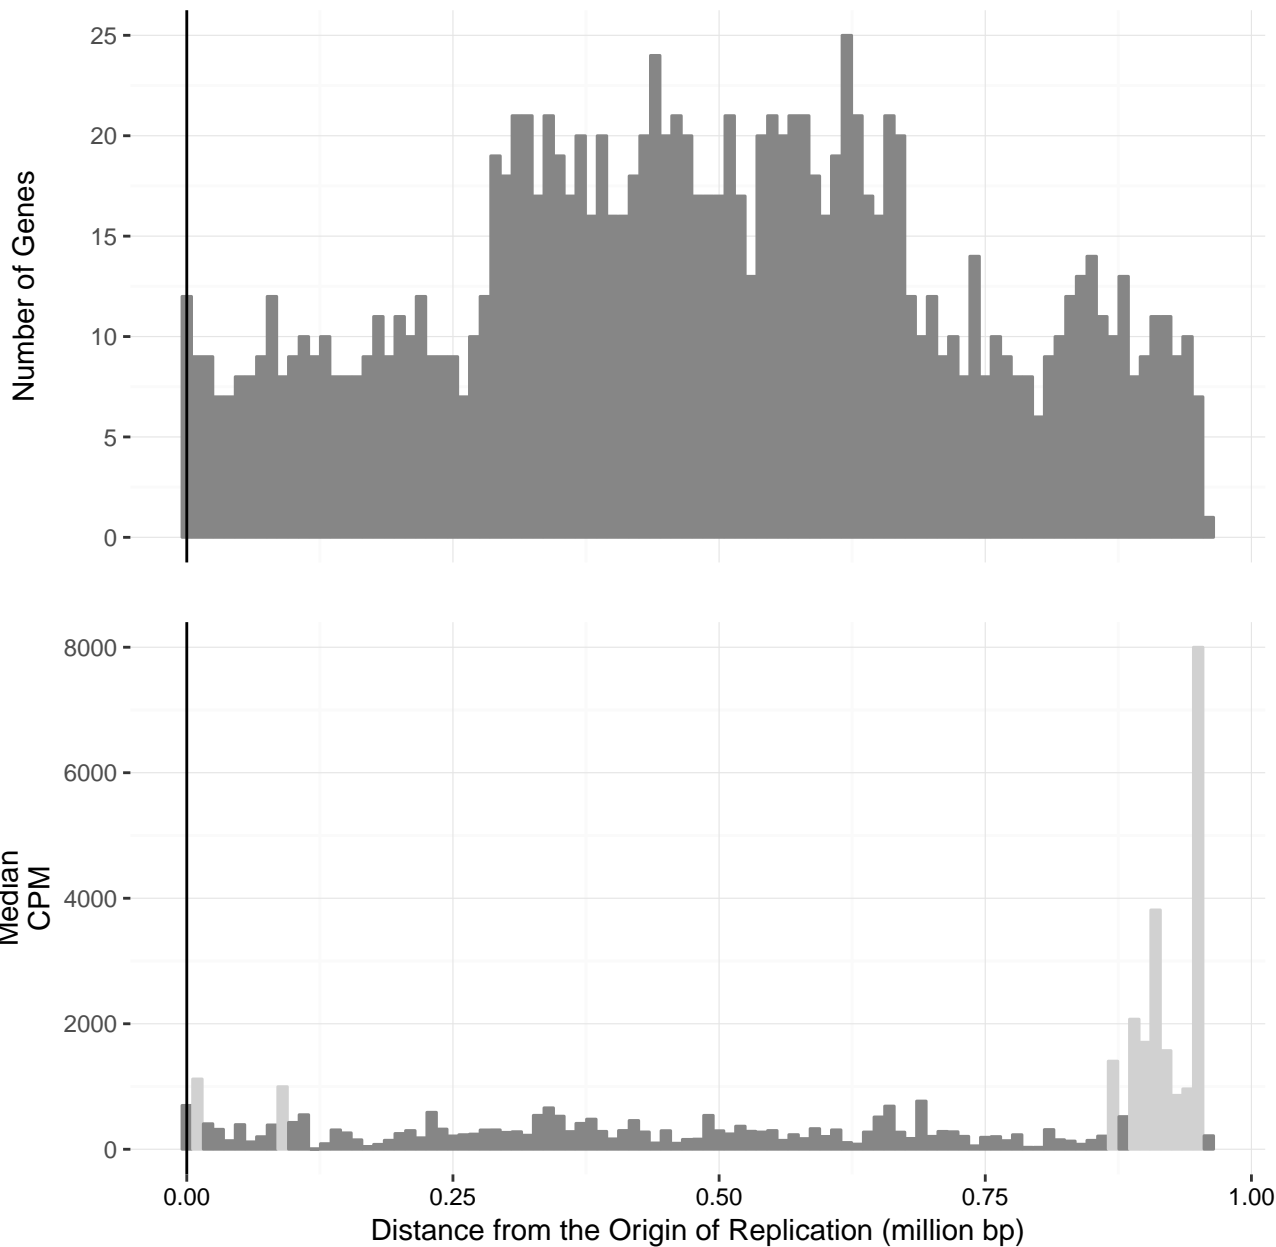 25
20
15
10
5
0
Number of Genes
8000
6000
4000
2000
0
Median
CPM
0.00 0.25 0.50 0.75 1.00
Distance from the Origin of Replication (million bp)